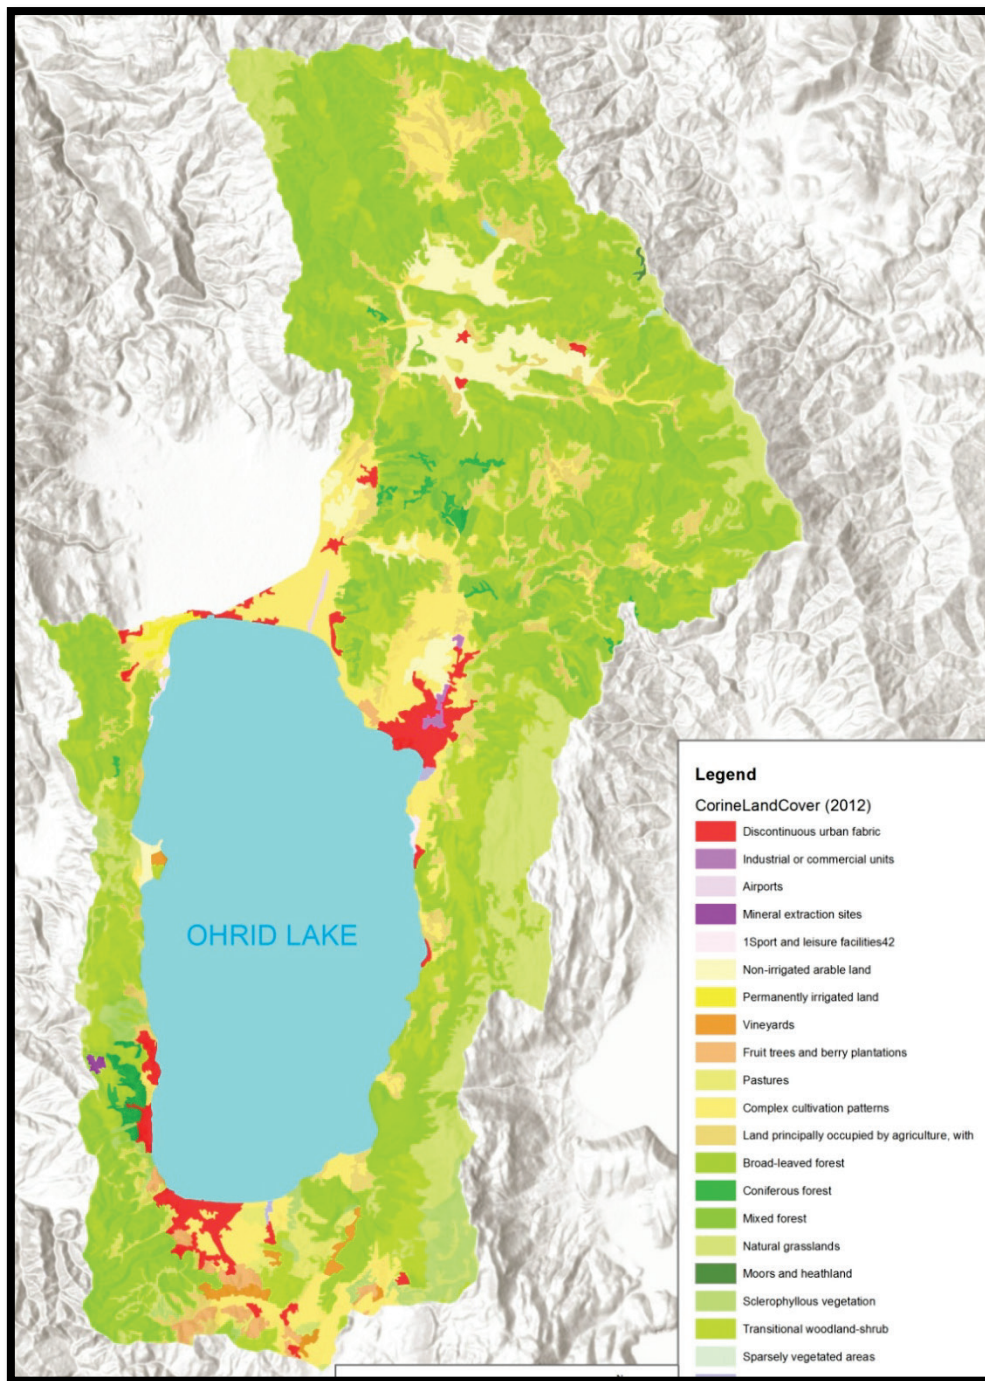 OHRID LAKE
Legend
CorineLandCover (2012)
Discontinuous urban fabric
Industrial or commercial units
Airports
Mineral extraction sites
1Sport and leisure facilities42
Non-irrigated arable land
Permanently irrigated land
Vineyards
Fruit trees and berry plantations
Pastures
Complex cultivation patterns
Land principally occupied by agriculture, with
Broad-leaved forest
Coniferous forest
Mixed forest
Natural grasslands
Moors and heathland
Sclerophyllous vegetation
Transitional woodland-shrub
Sparsely vegetated areas